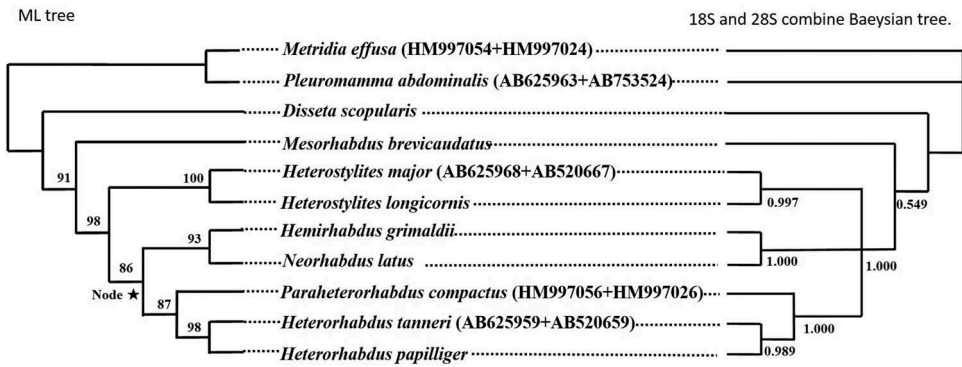 ML tree
18S and 28S combine Baeysian tree.
Metridia effusa (HM997054+HM997024)
Pleuromamma abdominalis (AB625963+AB753524)
Disseta scopularis
Mesorhabdus brevicaudatus
Heterostylites major (AB625968+AB520667)
91
100
Heterostylites longicornis
0.997
0.549
98
93
Hemirhabdus grimaldii
Neorhabdus latus
1.000
1.000
86
Node ★
Paraheterorhabdus compactus (HM997056+HM997026)
87
Heterorhabdus tanneri (AB625959+AB520659)
1.000
98
Heterorhabdus papilliger
0.989